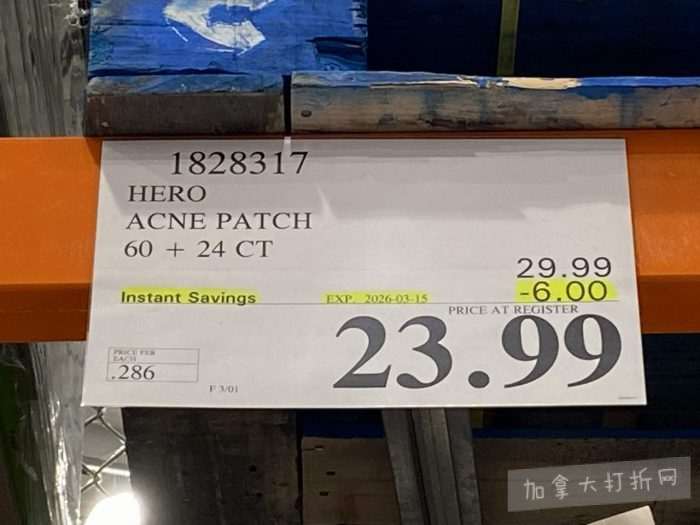 1828317
HERO
ACNE PATCH
60 + 24 CT
29.99
Instant Savings EXP. 2026-03-15 -6.00
PRICE AT REGISTER
23.99
PRICE PER
EACH
.286
F 3/01
加拿大打折网